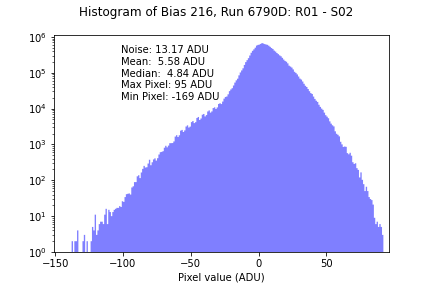 Histogram of Bias 216, Run 6790D: R01 - S02
Noise: 13.17 ADU
Mean:  5.58 ADU
Median:  4.84 ADU
Max Pixel: 95 ADU
Min Pixel: -169 ADU
10⁶
10⁵
10⁴
10³
10²
10¹
10⁰
−150 −100 −50 0 50
Pixel value (ADU)